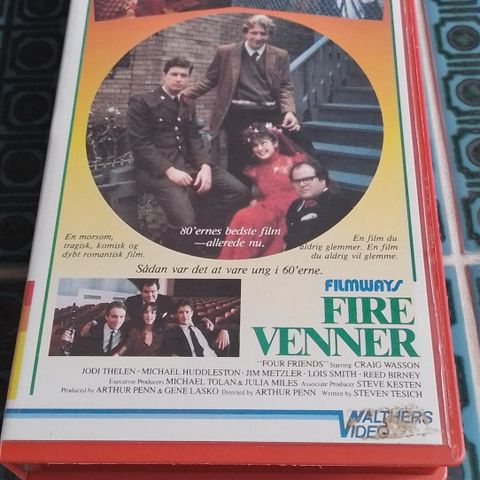 80'ernes bedste film
—allerede nu.
En morsom,
tragisk, komisk og
dybt romantisk film.
En film du
aldrig glemmer. En film
du aldrig vil glemme.
Sådan var det at vare ung i 60'erne.
FILMWAYS
FIRE
VENNER
"FOUR FRIENDS" Starring CRAIG WASSON
JODI THELEN · MICHAEL HUDDLESTON · JIM METZLER · LOIS SMITH · REED BIRNEY
Executive Producers MICHAEL TOLAN & JULIA MILES Associate Producer STEVE KESTEN
Produced by ARTHUR PENN & GENE LASKO Directed by ARTHUR PENN Written by STEVEN TESICH
WALTHERS
VIDEO